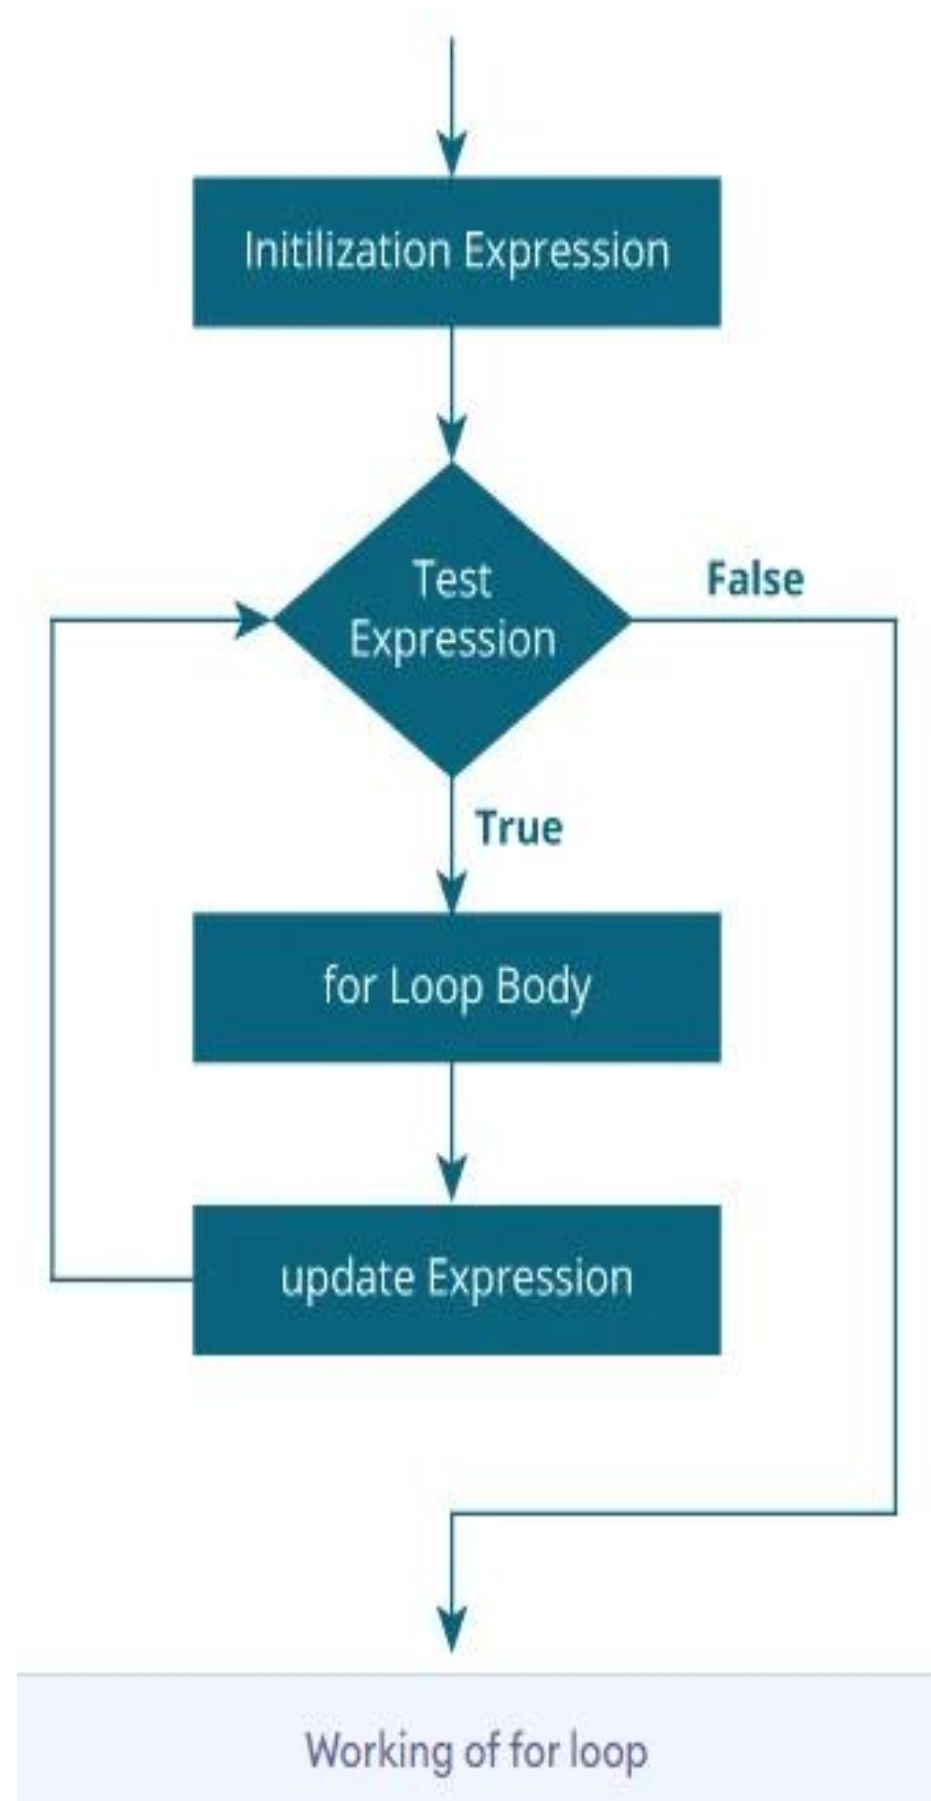 Initilization Expression
Test
Expression
False
True
for Loop Body
update Expression
Working of for loop